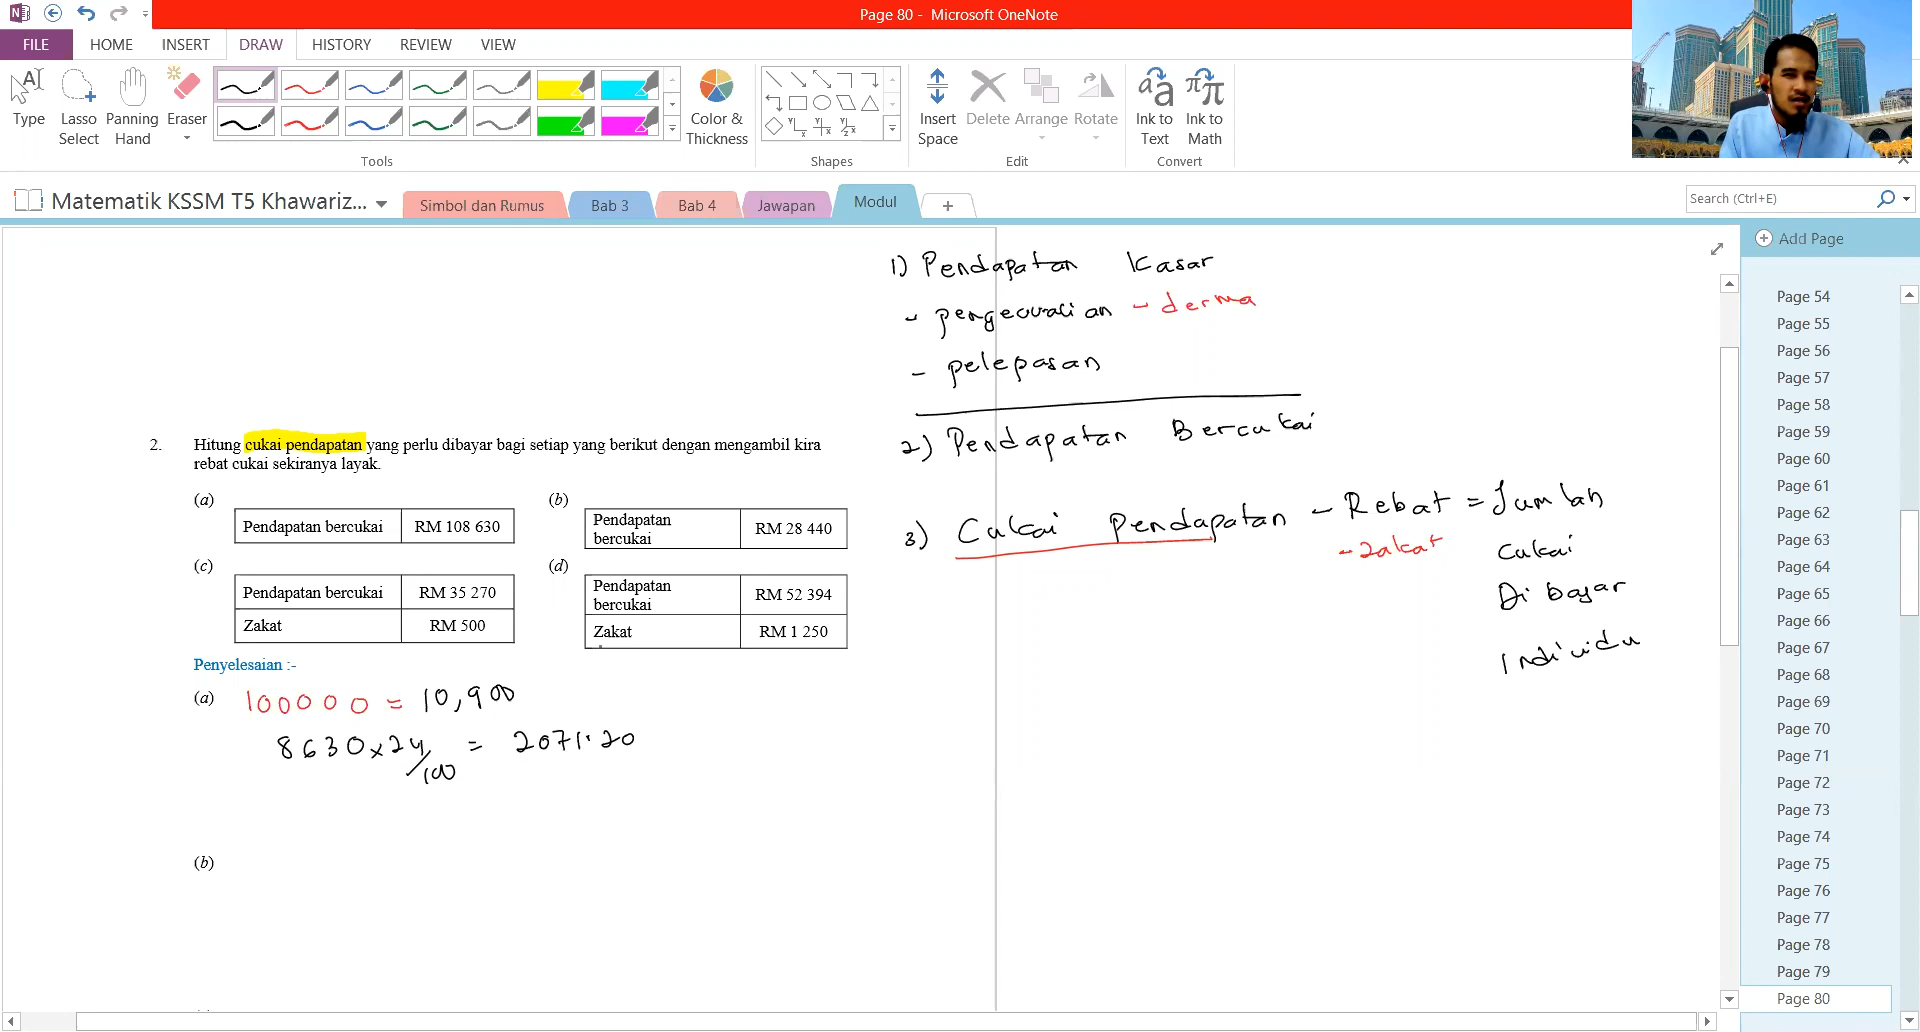 Page 80 - Microsoft OneNote
FILE HOME INSERT DRAW HISTORY REVIEW VIEW
Type
Lasso Select
Panning Hand
Eraser
Color & Thickness
Insert Space
Delete
Arrange
Rotate
Ink to Text
Ink to Math
Tools
Shapes
Edit
Convert
Matematik KSSM T5 Khawariz...
Simbol dan Rumus
Bab 3
Bab 4
Jawapan
Modul
Search (Ctrl+E)
Add Page
1) Pendapatan Kasar
- pengecualian - derma
- pelepasan
2) Pendapatan Bercukai
3) Cukai Pendapatan - Rebat = Jumlah
- zakat
Cukai
Di bayar
Individu
2. Hitung cukai pendapatan yang perlu dibayar bagi setiap yang berikut dengan mengambil kira
rebat cukai sekiranya layak.
(a)
Pendapatan bercukai RM 108 630
(b)
Pendapatan bercukai RM 28 440
(c)
Pendapatan bercukai RM 35 270
Zakat RM 500
(d)
Pendapatan bercukai RM 52 394
Zakat RM 1 250
Penyelesaian :-
(a) 100000 = 10,900
8630 x 24/100 = 2071.20
(b)
Page 54
Page 55
Page 56
Page 57
Page 58
Page 59
Page 60
Page 61
Page 62
Page 63
Page 64
Page 65
Page 66
Page 67
Page 68
Page 69
Page 70
Page 71
Page 72
Page 73
Page 74
Page 75
Page 76
Page 77
Page 78
Page 79
Page 80